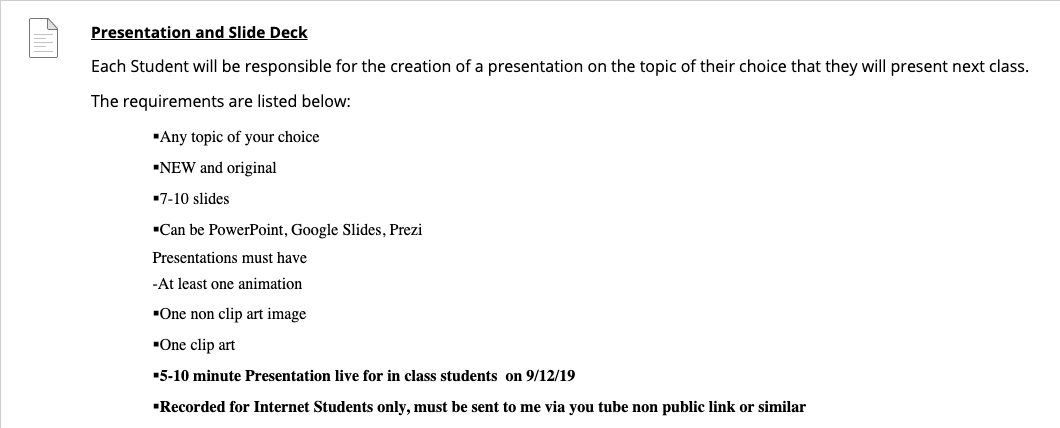 Presentation and Slide Deck
Each Student will be responsible for the creation of a presentation on the topic of their choice that they will present next class.
The requirements are listed below:
▪Any topic of your choice
▪NEW and original
▪7-10 slides
▪Can be PowerPoint, Google Slides, Prezi
Presentations must have
-At least one animation
▪One non clip art image
▪One clip art
▪5-10 minute Presentation live for in class students  on 9/12/19
▪Recorded for Internet Students only, must be sent to me via you tube non public link or similar